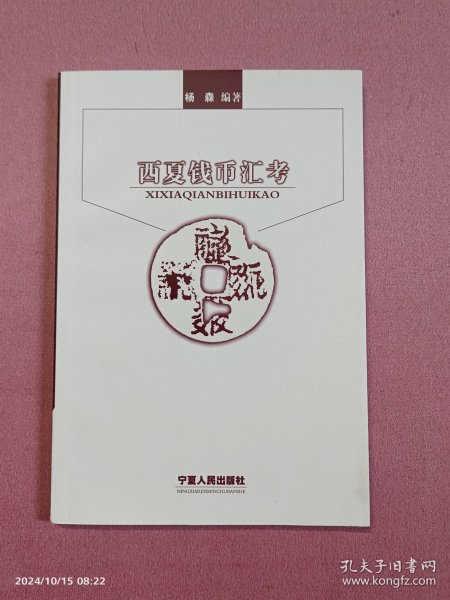 杨 森 编著
西夏钱币汇考
XIXIAQIANBIHUIKAO
宁夏人民出版社
NINGXIARENMINCHUBANSHE
2024/10/15 08:22
孔夫子旧书网
www.kongfz.com